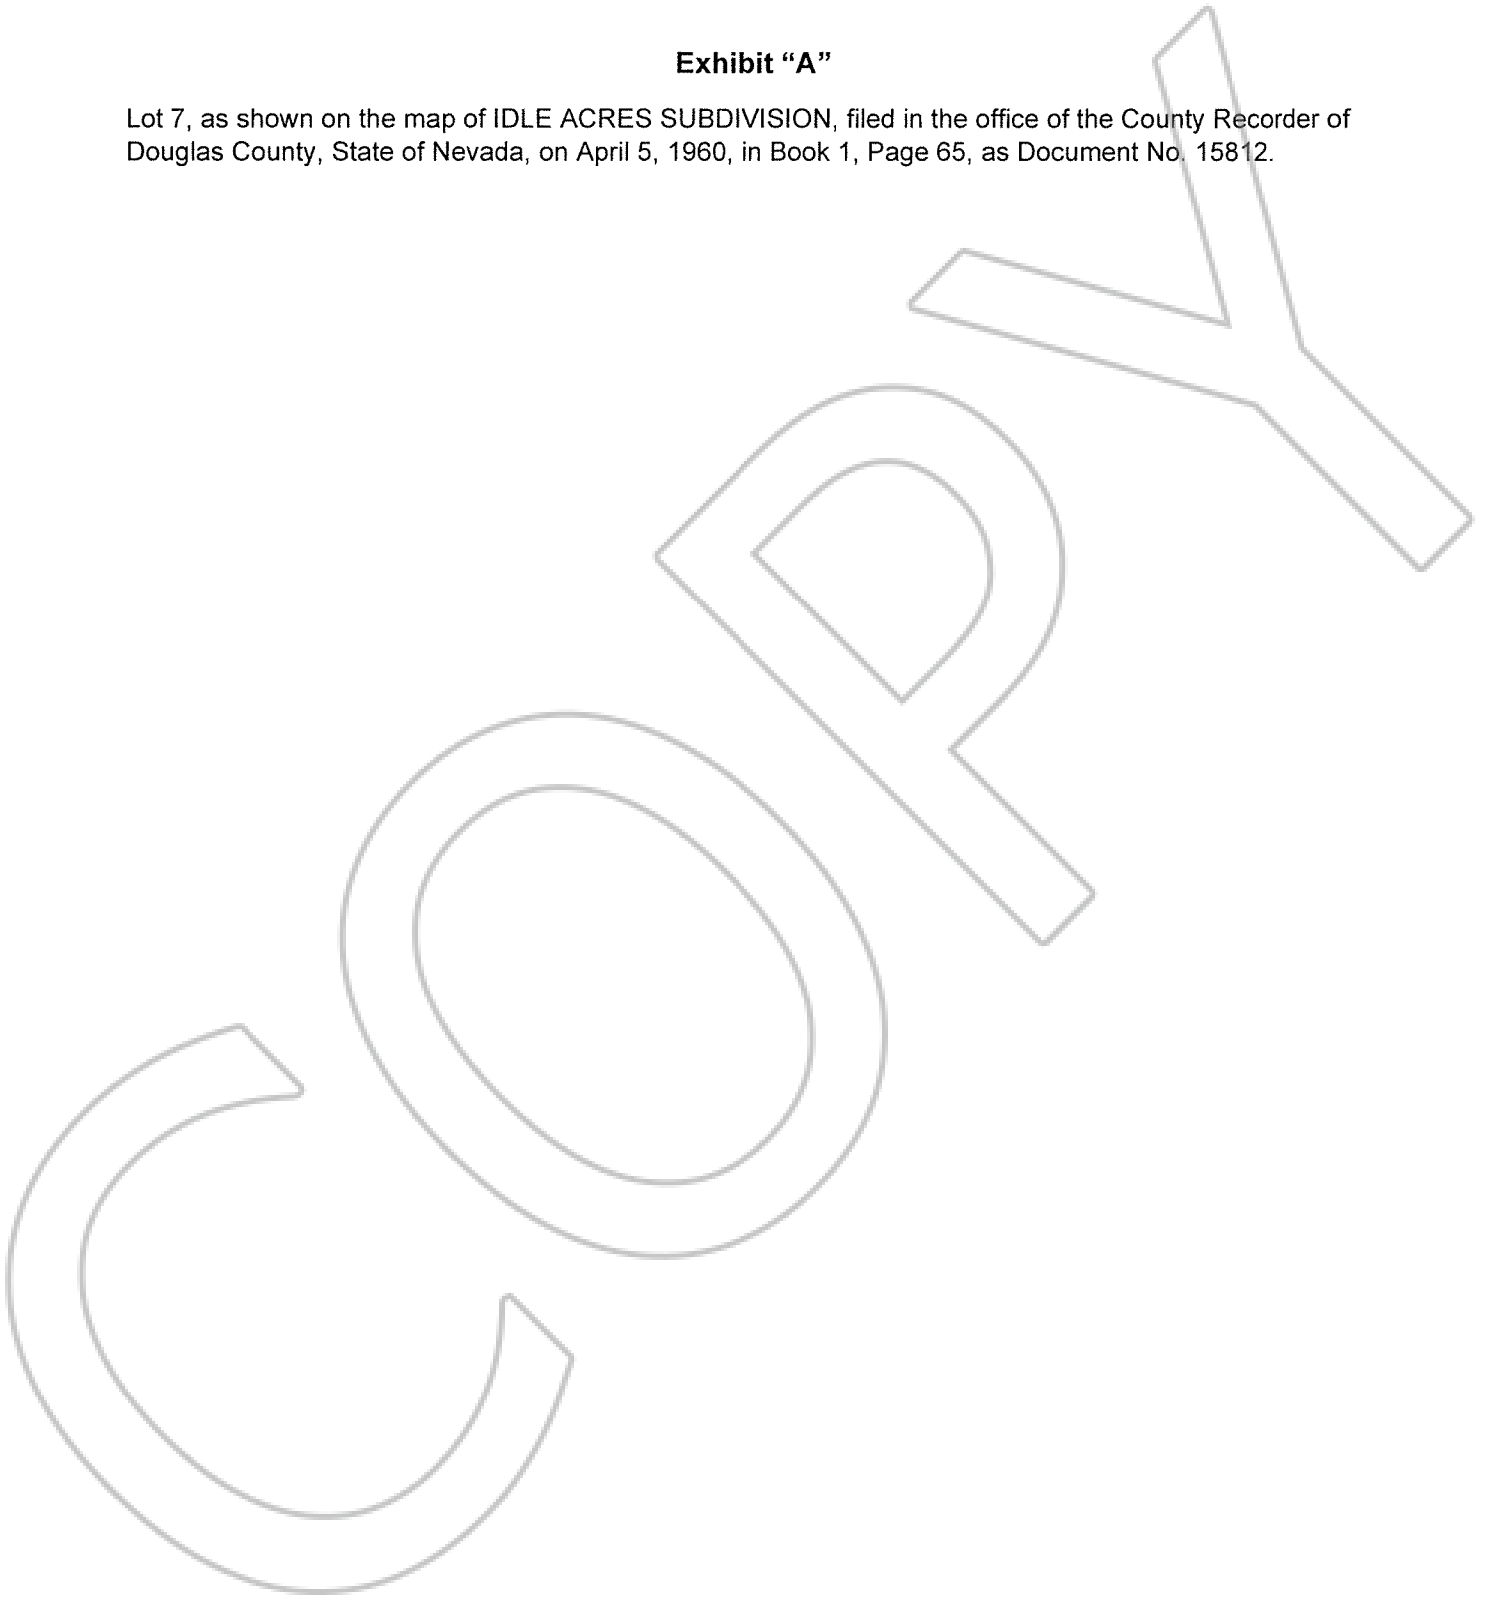 Exhibit “A”
Lot 7, as shown on the map of IDLE ACRES SUBDIVISION, filed in the office of the County Recorder of
Douglas County, State of Nevada, on April 5, 1960, in Book 1, Page 65, as Document No. 15812.
COPY